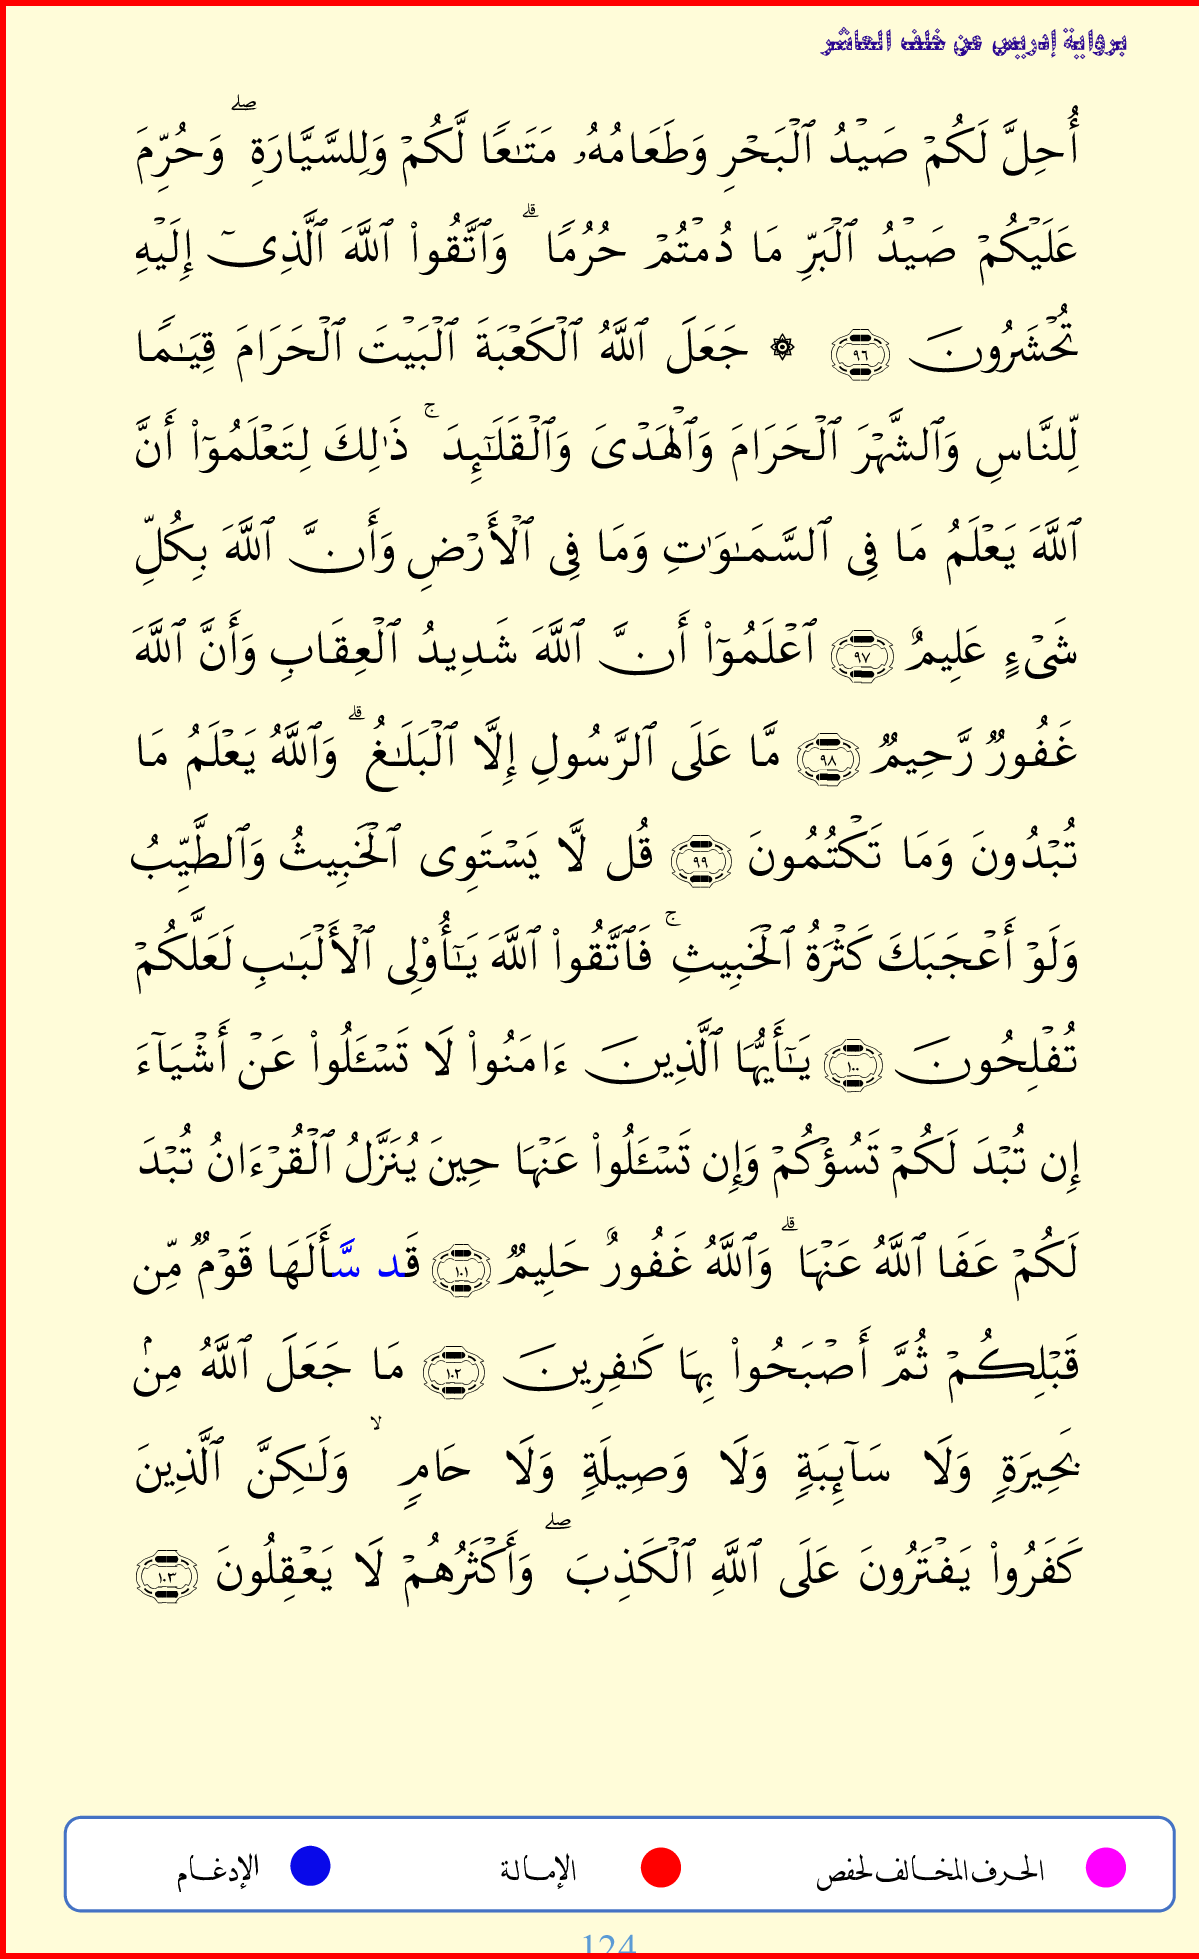 برواية إدريس عن خلف العاشر
أُحِلَّ لَكُمۡ صَيۡدُ ٱلۡبَحۡرِ وَطَعَامُهُۥ مَتَٰعٗا لَّكُمۡ وَلِلسَّيَّارَةِۖ وَحُرِّمَ
عَلَيۡكُمۡ صَيۡدُ ٱلۡبَرِّ مَا دُمۡتُمۡ حُرُمٗاۗ وَٱتَّقُواْ ٱللَّهَ ٱلَّذِيٓ إِلَيۡهِ
تُحۡشَرُونَ ٩٦ ۞ جَعَلَ ٱللَّهُ ٱلۡكَعۡبَةَ ٱلۡبَيۡتَ ٱلۡحَرَامَ قِيَٰمٗا
لِّلنَّاسِ وَٱلشَّهۡرَ ٱلۡحَرَامَ وَٱلۡهَدۡيَ وَٱلۡقَلَٰٓئِدَۚ ذَٰلِكَ لِتَعۡلَمُوٓاْ أَنَّ
ٱللَّهَ يَعۡلَمُ مَا فِي ٱلسَّمَٰوَٰتِ وَمَا فِي ٱلۡأَرۡضِ وَأَنَّ ٱللَّهَ بِكُلِّ
شَيۡءٍ عَلِيمٌ ٩٧ ٱعۡلَمُوٓاْ أَنَّ ٱللَّهَ شَدِيدُ ٱلۡعِقَابِ وَأَنَّ ٱللَّهَ
غَفُورٞ رَّحِيمٞ ٩٨ مَّا عَلَى ٱلرَّسُولِ إِلَّا ٱلۡبَلَٰغُۗ وَٱللَّهُ يَعۡلَمُ مَا
تُبۡدُونَ وَمَا تَكۡتُمُونَ ٩٩ قُل لَّا يَسۡتَوِي ٱلۡخَبِيثُ وَٱلطَّيِّبُ
وَلَوۡ أَعۡجَبَكَ كَثۡرَةُ ٱلۡخَبِيثِۚ فَٱتَّقُواْ ٱللَّهَ يَٰٓأُوْلِي ٱلۡأَلۡبَٰبِ لَعَلَّكُمۡ
تُفۡلِحُونَ ١٠٠ يَٰٓأَيُّهَا ٱلَّذِينَ ءَامَنُواْ لَا تَسۡـَٔلُواْ عَنۡ أَشۡيَآءَ
إِن تُبۡدَ لَكُمۡ تَسُؤۡكُمۡ وَإِن تَسۡـَٔلُواْ عَنۡهَا حِينَ يُنَزَّلُ ٱلۡقُرۡءَانُ تُبۡدَ
لَكُمۡ عَفَا ٱللَّهُ عَنۡهَاۗ وَٱللَّهُ غَفُورٌ حَلِيمٞ ١٠١ قَد سَّأَلَهَا قَوۡمٞ مِّن
قَبۡلِكُمۡ ثُمَّ أَصۡبَحُواْ بِهَا كَٰفِرِينَ ١٠٢ مَا جَعَلَ ٱللَّهُ مِنۢ
بَحِيرَةٖ وَلَا سَآئِبَةٖ وَلَا وَصِيلَةٖ وَلَا حَامٖۙ وَلَٰكِنَّ ٱلَّذِينَ
كَفَرُواْ يَفۡتَرُونَ عَلَى ٱللَّهِ ٱلۡكَذِبَۖ وَأَكۡثَرُهُمۡ لَا يَعۡقِلُونَ ١٠٣
الحرف المخالف لحفص الإمالة الإدغام
124